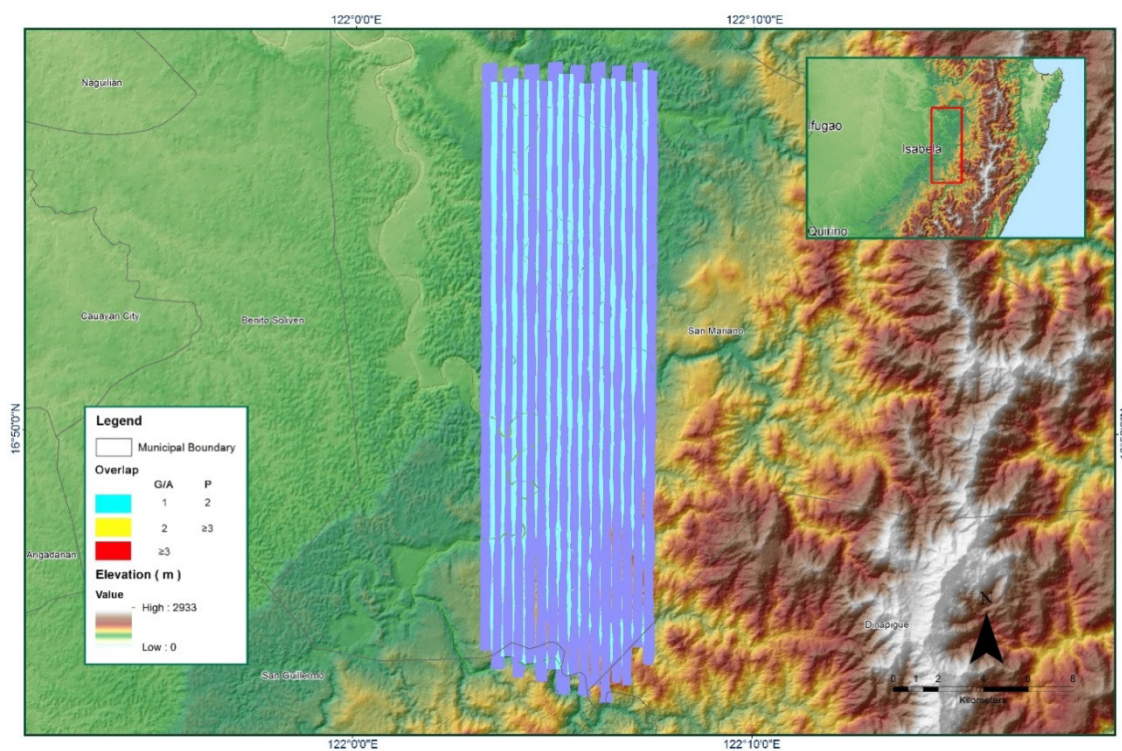 122°0'0"E
122°10'0"E
Naguilian
Ifugao
Isabela
Quirino
Cauayan City
Benito Soliven
San Mariano
16°50'0"N
Legend
Municipal Boundary
Overlap
G/A P
1 2
2 ≥3
≥3
Elevation ( m )
Value
High : 2933
Low : 0
Angadanan
San Guillermo
Dinapigue
N
0 1 2 4 6 8
Kilometers
122°0'0"E
122°10'0"E